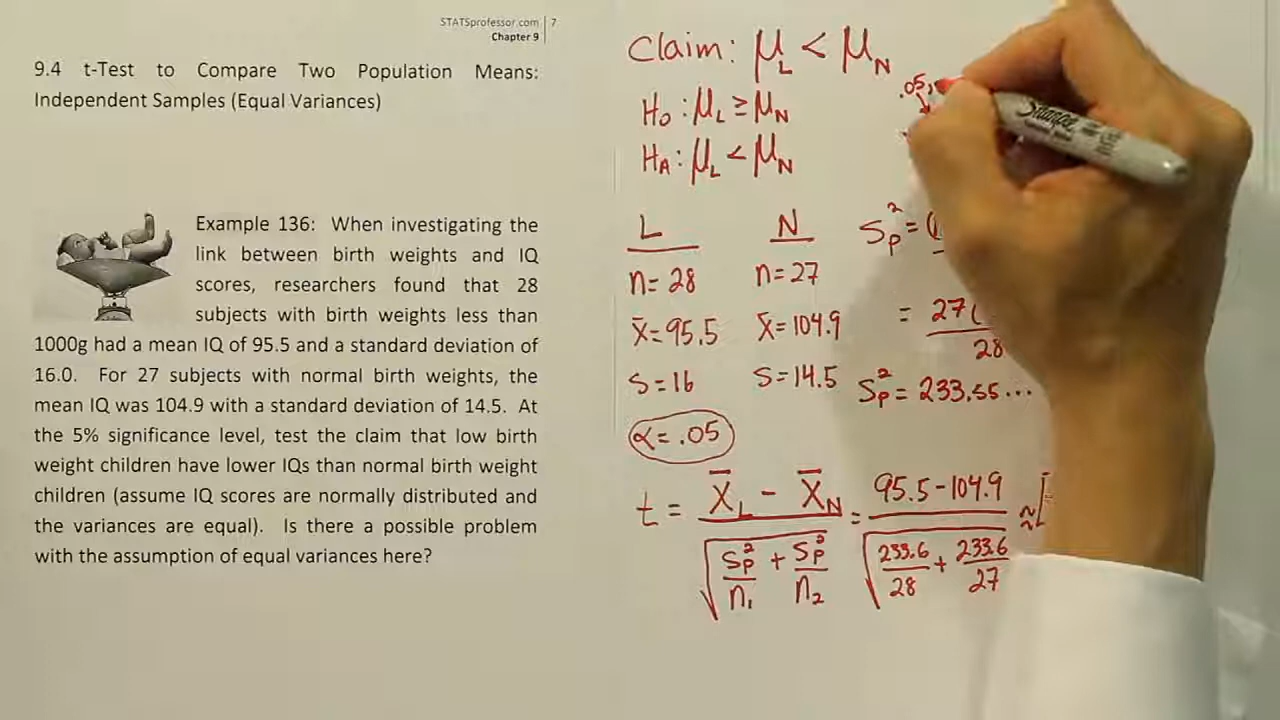 STATSprofessor.com | 7
Chapter 9
9.4 t-Test to Compare Two Population Means:
Independent Samples (Equal Variances)
Example 136: When investigating the
link between birth weights and IQ
scores, researchers found that 28
subjects with birth weights less than
1000g had a mean IQ of 95.5 and a standard deviation of
16.0. For 27 subjects with normal birth weights, the
mean IQ was 104.9 with a standard deviation of 14.5. At
the 5% significance level, test the claim that low birth
weight children have lower IQs than normal birth weight
children (assume IQ scores are normally distributed and
the variances are equal). Is there a possible problem
with the assumption of equal variances here?
Claim: μL < μN
H0: μL ≥ μN
HA: μL < μN
.05,
L N
n=28 n=27
x̄=95.5 x̄=104.9
S=16 S=14.5
α=.05
Sp²= (
= 27(
28
Sp²= 233.55...
t = X̄L - X̄N = 95.5-104.9 ≈
√ Sp²/n1 + Sp²/n2 √ 233.6/28 + 233.6/27
Sharpie